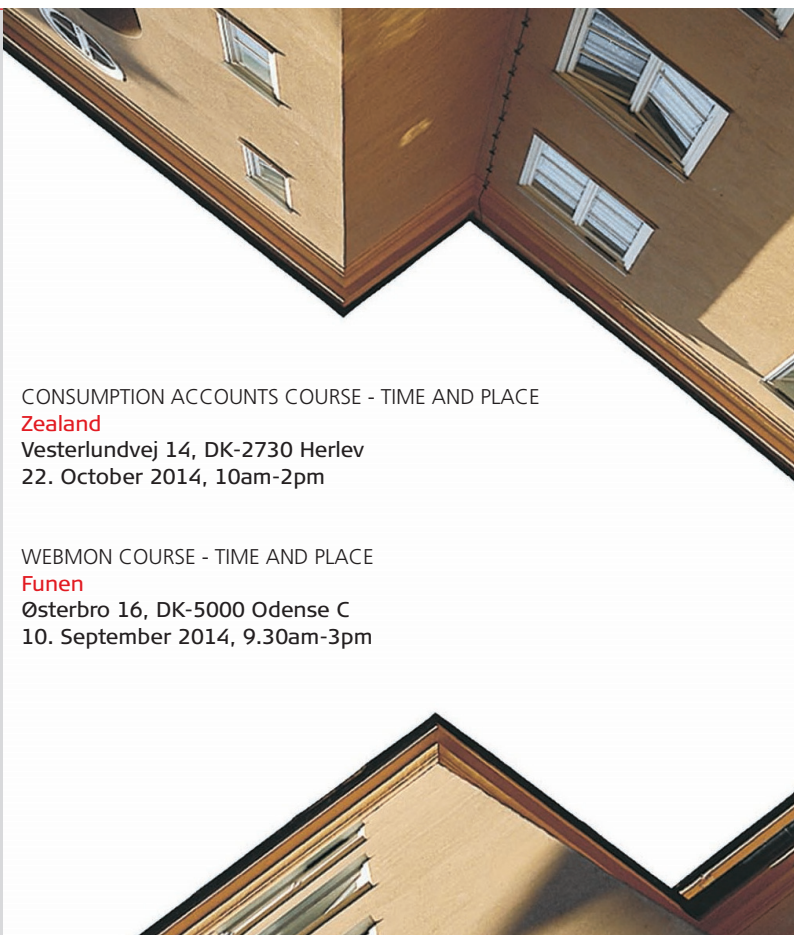 CONSUMPTION ACCOUNTS COURSE - TIME AND PLACE
Zealand
Vesterlundvej 14, DK-2730 Herlev
22. October 2014, 10am-2pm
WEBMON COURSE - TIME AND PLACE
Funen
Østerbro 16, DK-5000 Odense C
10. September 2014, 9.30am-3pm